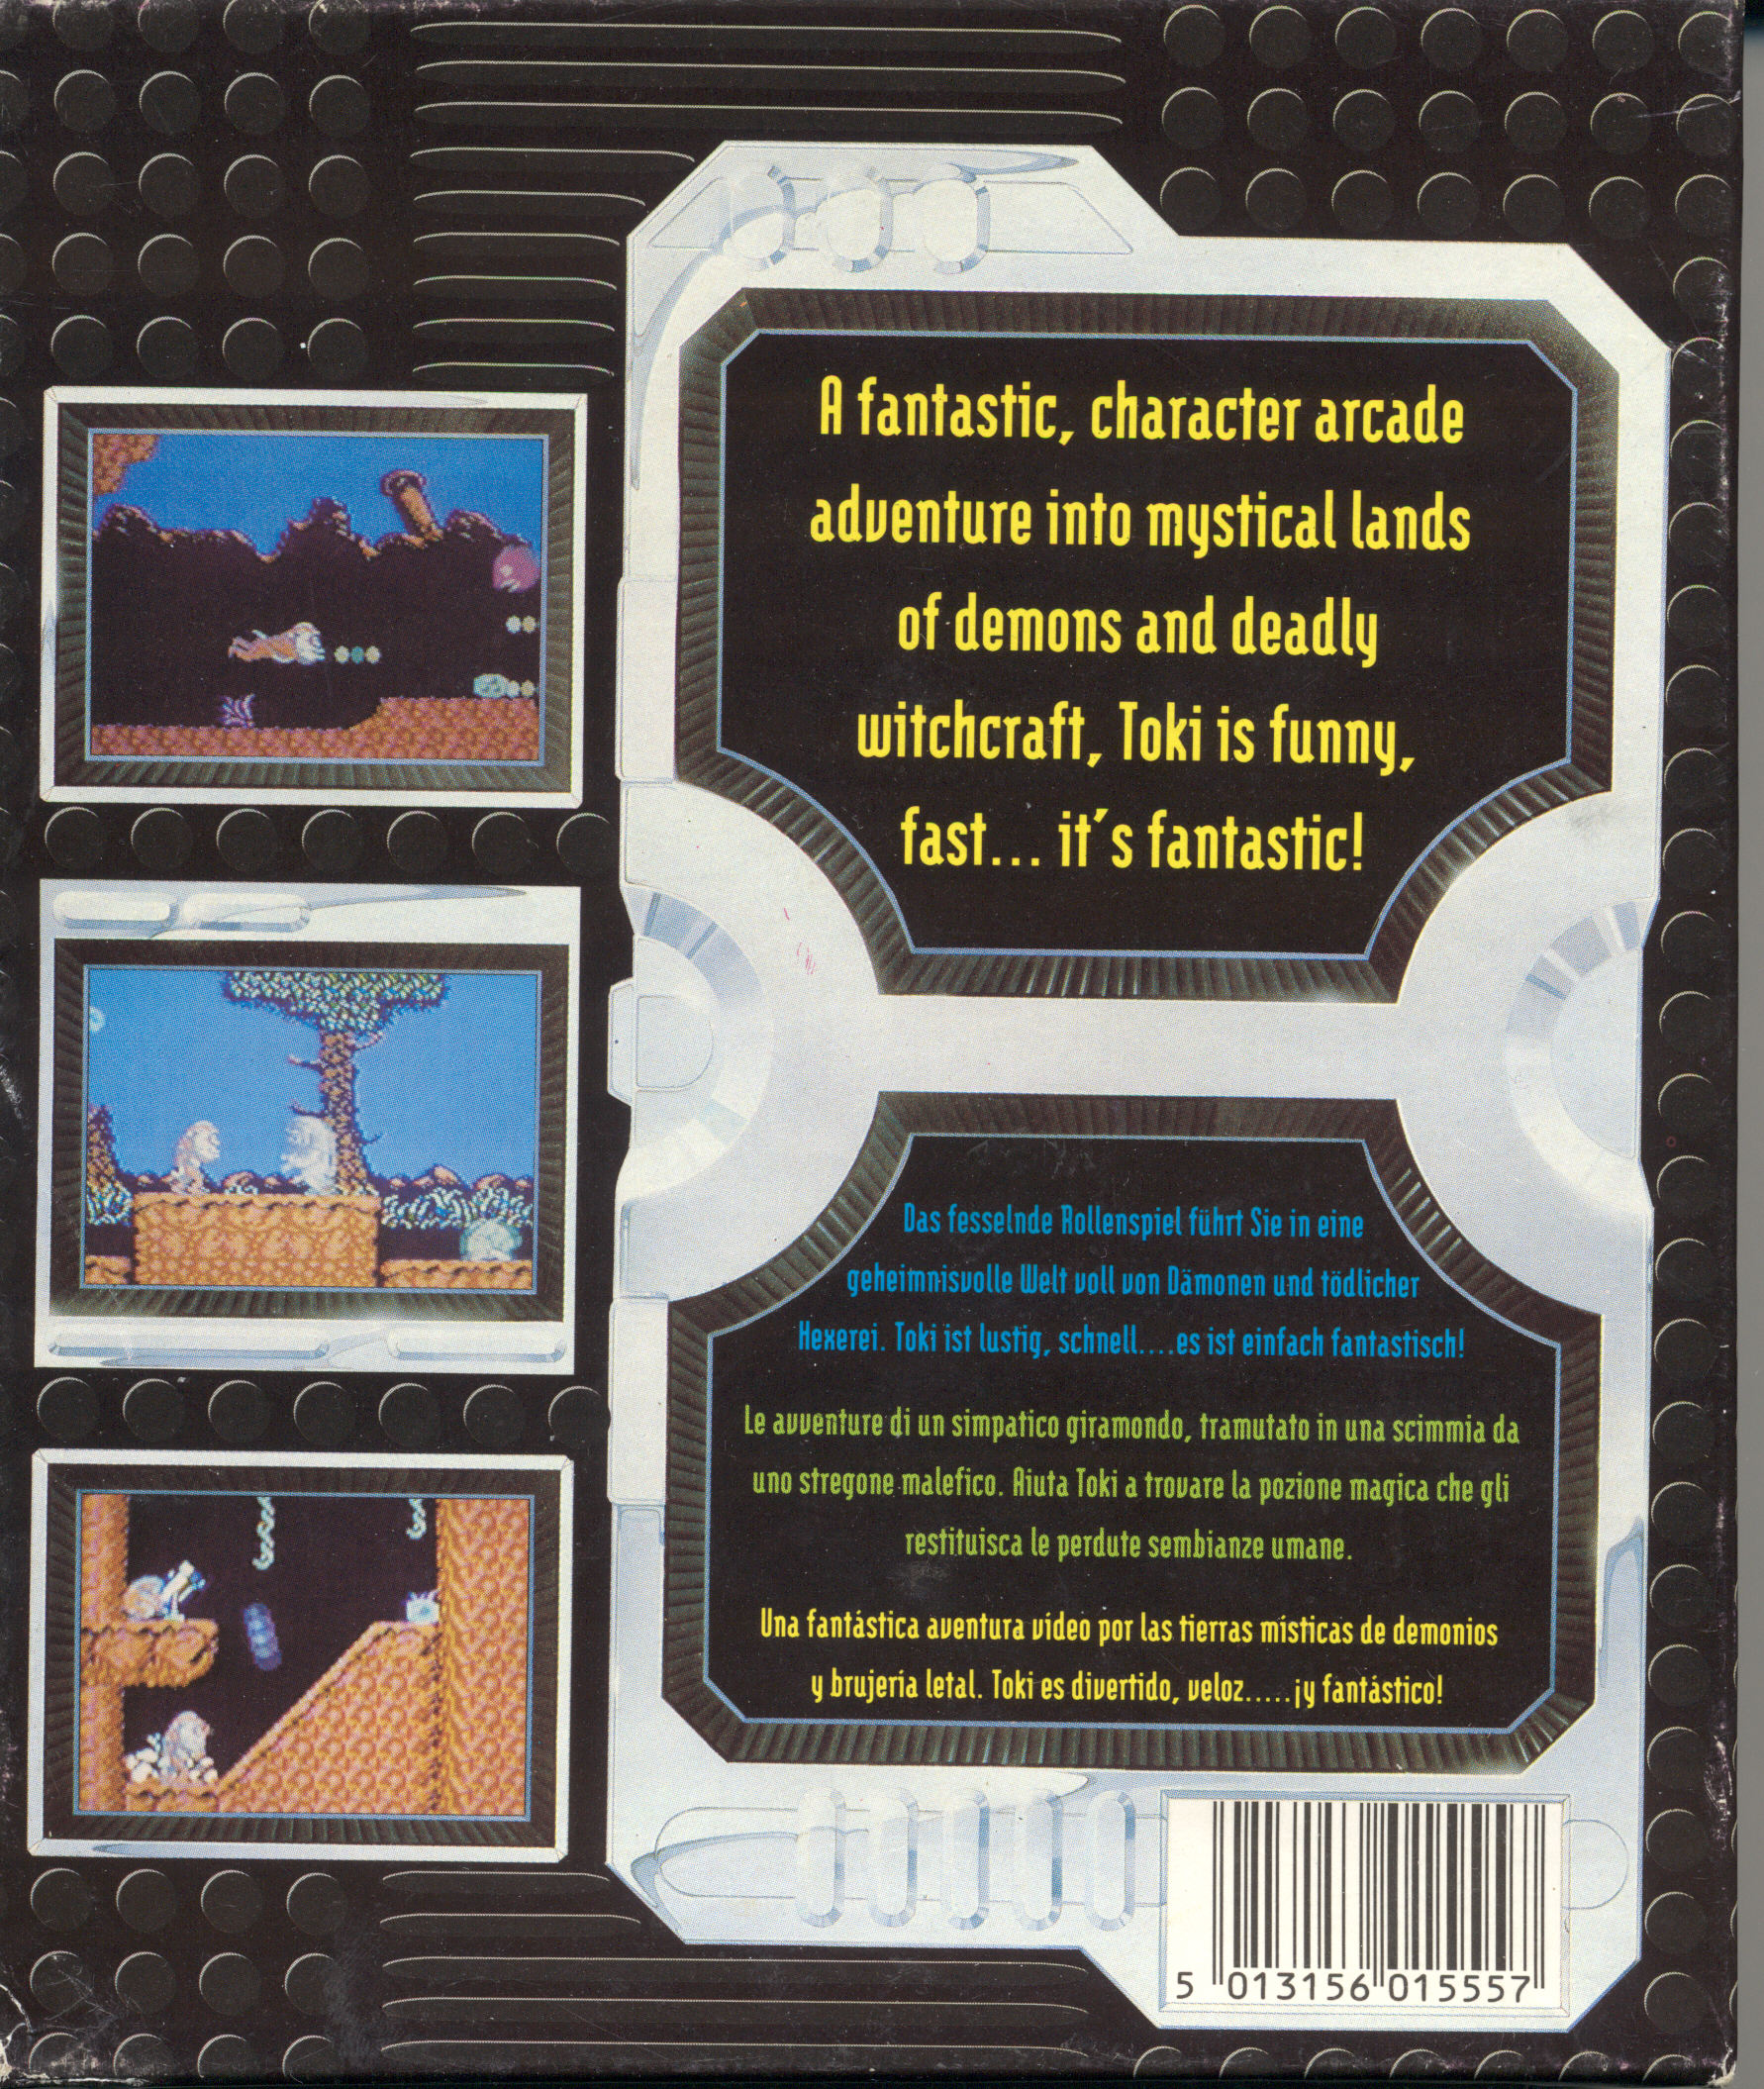 A fantastic, character arcade
adventure into mystical lands
of demons and deadly
witchcraft, Toki is funny,
fast... it's fantastic!
Das fesselnde Rollenspiel führt Sie in eine
geheimnisvolle Welt voll von Dämonen und tödlicher
Hexerei. Toki ist lustig, schnell....es ist einfach fantastisch!
Le avventure di un simpatico giramondo, tramutato in una scimmia da
uno stregone malefico. Aiuta Toki a trovare la pozione magica che gli
restituisca le perdute sembianze umane.
Una fantástica aventura vídeo por las tierras místicas de demonios
y brujería letal. Toki es divertido, veloz.....¡y fantástico!
5 013156 015557